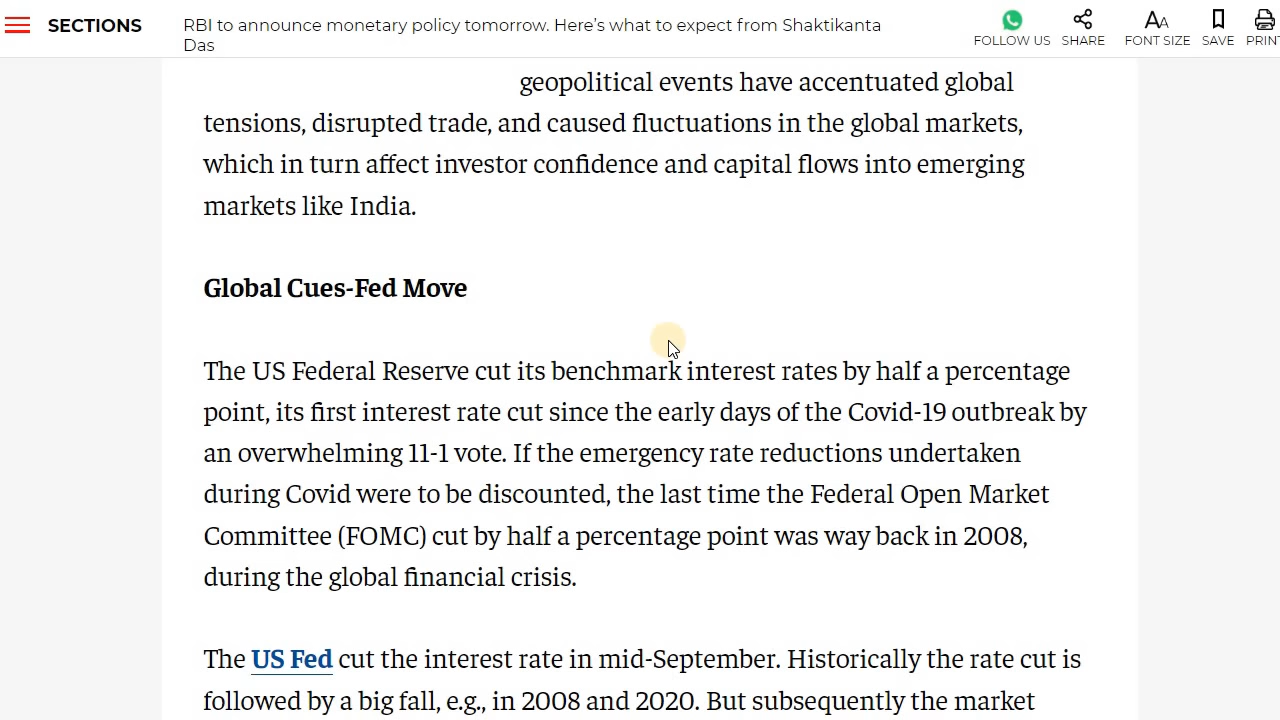 SECTIONS
RBI to announce monetary policy tomorrow. Here's what to expect from Shaktikanta
Das
FOLLOW US
SHARE
FONT SIZE
SAVE
PRINT
geopolitical events have accentuated global
tensions, disrupted trade, and caused fluctuations in the global markets,
which in turn affect investor confidence and capital flows into emerging
markets like India.
Global Cues-Fed Move
The US Federal Reserve cut its benchmark interest rates by half a percentage
point, its first interest rate cut since the early days of the Covid-19 outbreak by
an overwhelming 11-1 vote. If the emergency rate reductions undertaken
during Covid were to be discounted, the last time the Federal Open Market
Committee (FOMC) cut by half a percentage point was way back in 2008,
during the global financial crisis.
The US Fed cut the interest rate in mid-September. Historically the rate cut is
followed by a big fall, e.g., in 2008 and 2020. But subsequently the market